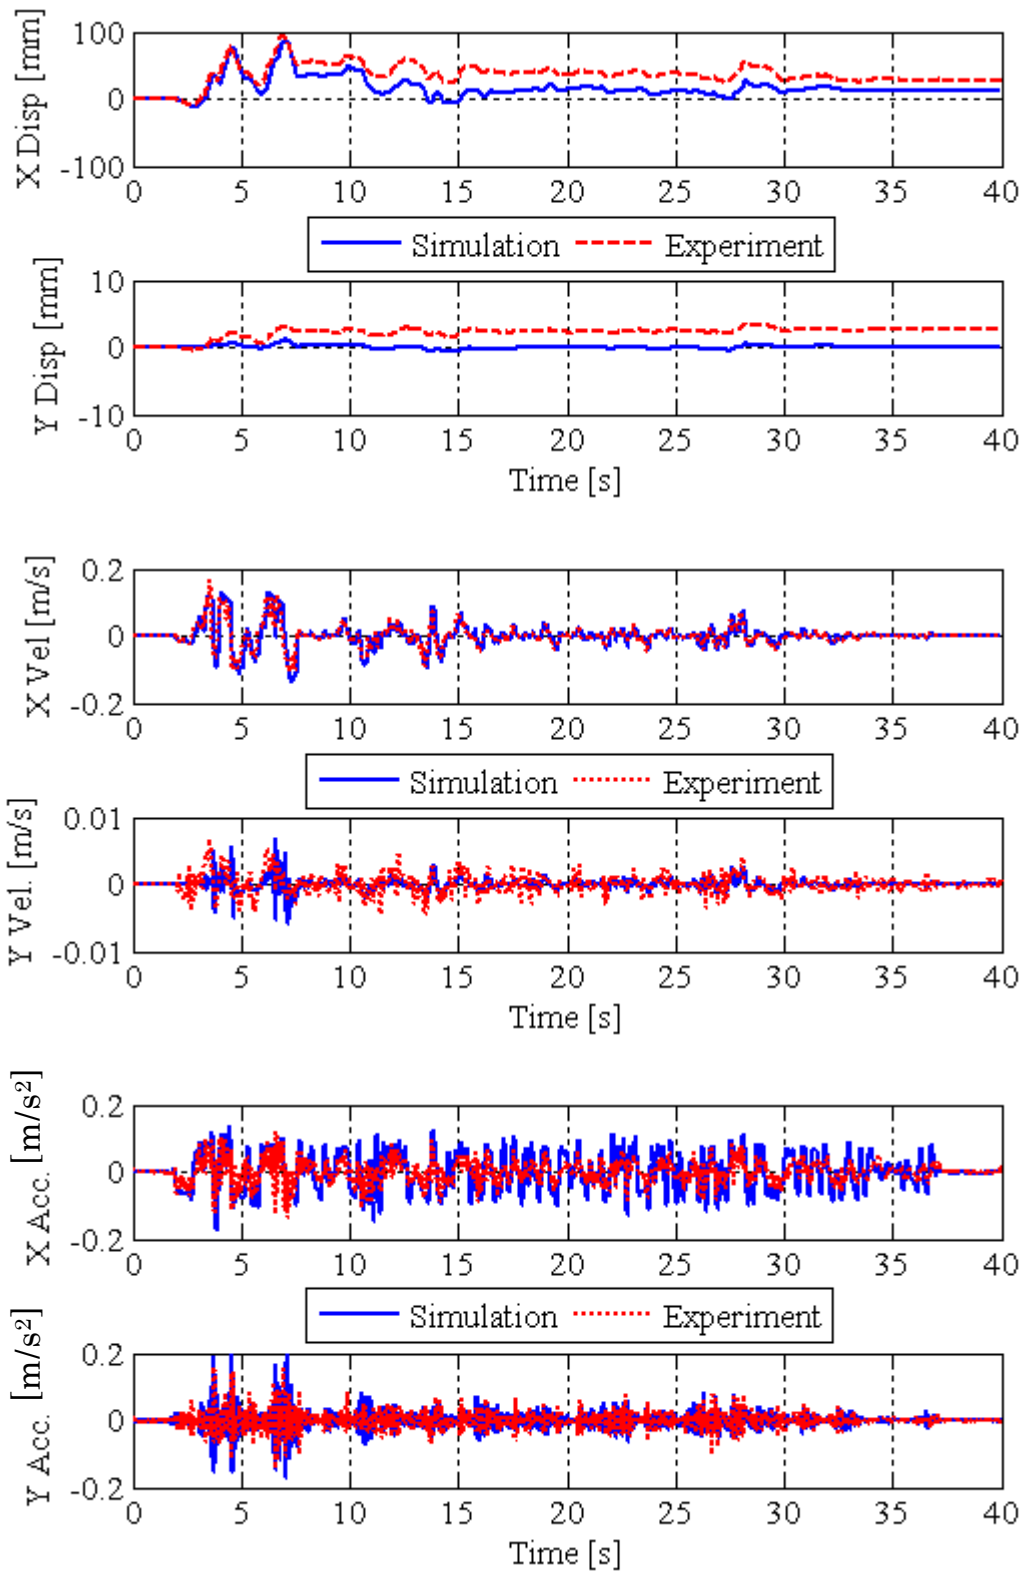 X Disp [mm]
100
0
-100
0 5 10 15 20 25 30 35 40
Simulation Experiment
Y Disp [mm]
10
0
-10
0 5 10 15 20 25 30 35 40
Time [s]
X Vel [m/s]
0.2
0
-0.2
0 5 10 15 20 25 30 35 40
Simulation Experiment
Y Vel. [m/s]
0.01
0
-0.01
0 5 10 15 20 25 30 35 40
Time [s]
X Acc. [m/s²]
0.2
0
-0.2
0 5 10 15 20 25 30 35 40
Simulation Experiment
Y Acc. [m/s²]
0.2
0
-0.2
0 5 10 15 20 25 30 35 40
Time [s]